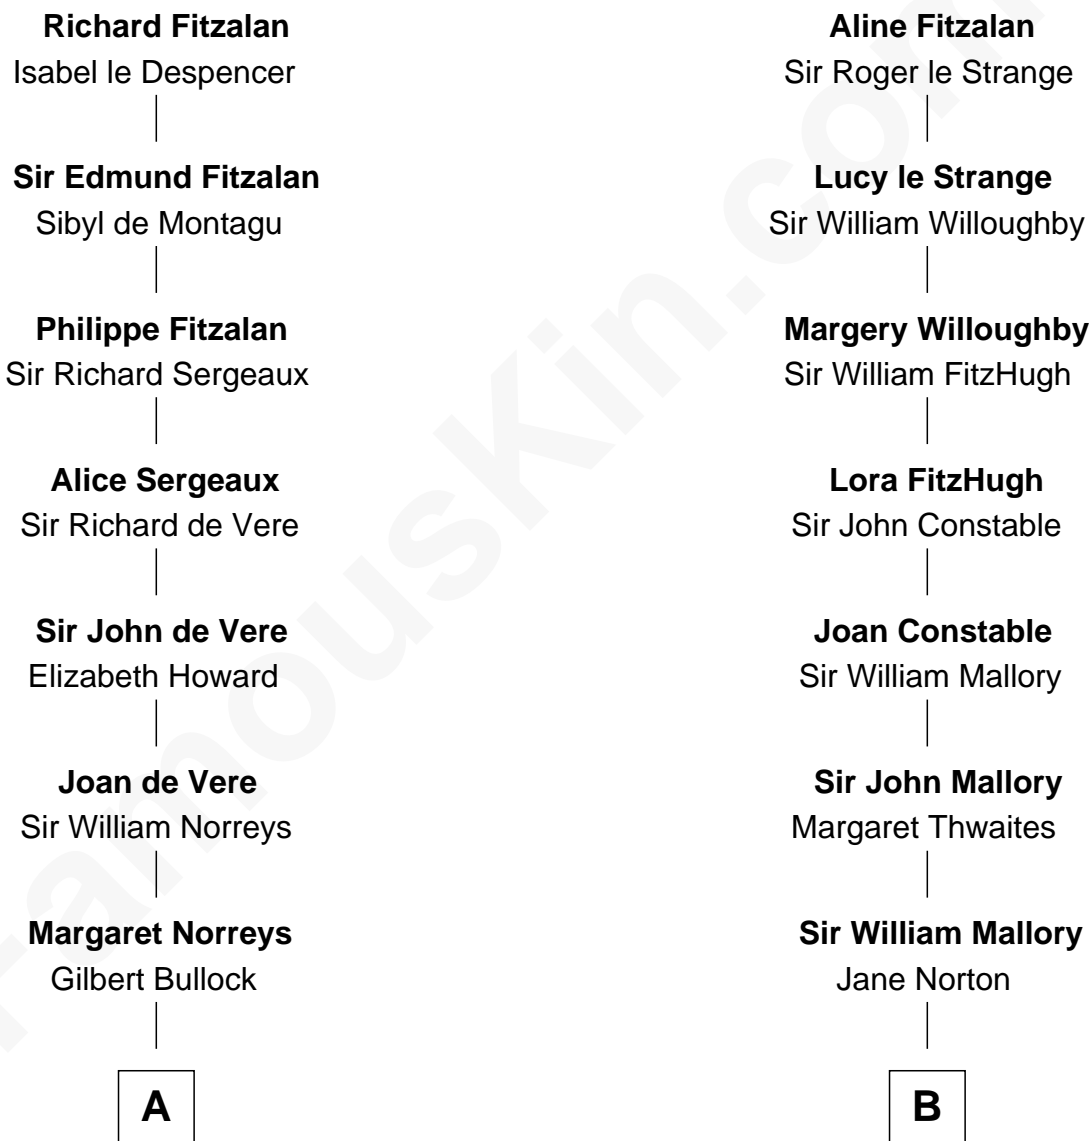 Richard Fitzalan
Isabel le Despencer
Sir Edmund Fitzalan
Sibyl de Montagu
Philippe Fitzalan
Sir Richard Sergeaux
Alice Sergeaux
Sir Richard de Vere
Sir John de Vere
Elizabeth Howard
Joan de Vere
Sir William Norreys
Margaret Norreys
Gilbert Bullock
A
Aline Fitzalan
Sir Roger le Strange
Lucy le Strange
Sir William Willoughby
Margery Willoughby
Sir William FitzHugh
Lora FitzHugh
Sir John Constable
Joan Constable
Sir William Mallory
Sir John Mallory
Margaret Thwaites
Sir William Mallory
Jane Norton
B
FamousKin.com